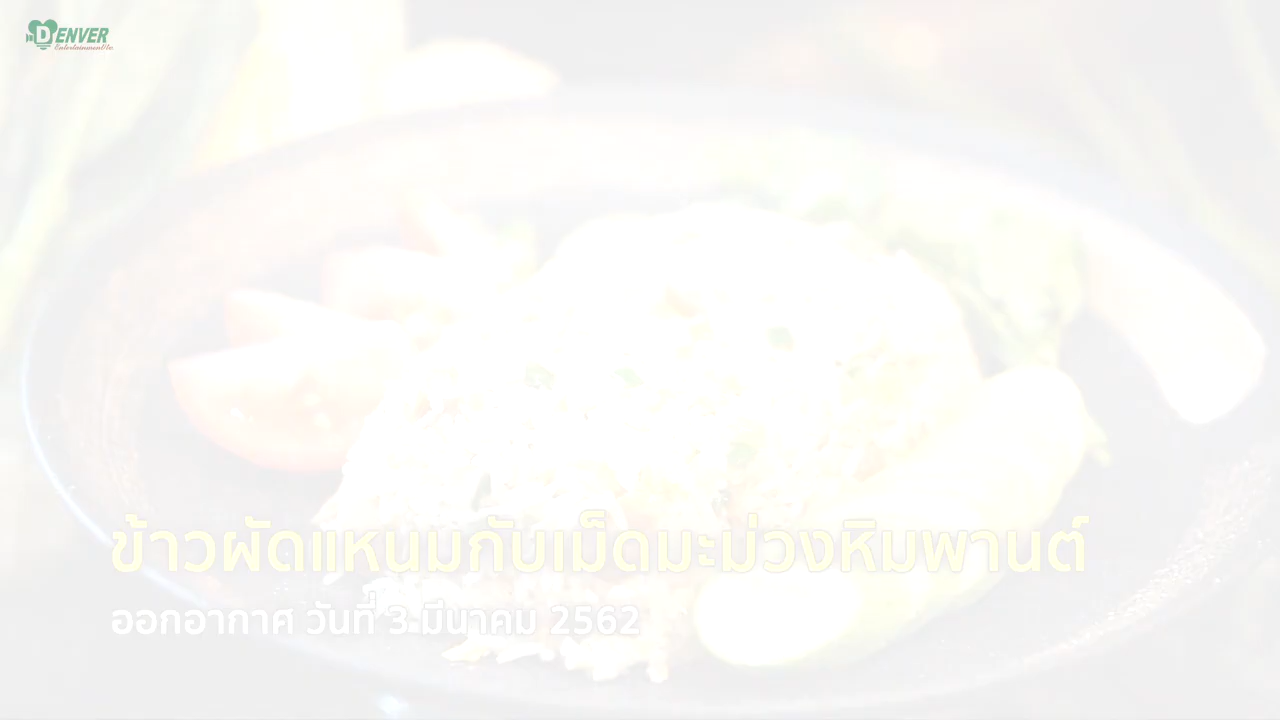 DENVER
Entertainment
ข้าวผัดแหนมกับเม็ดมะม่วงหิมพานต์
ออกอากาศ วันที่ 3 มีนาคม 2562